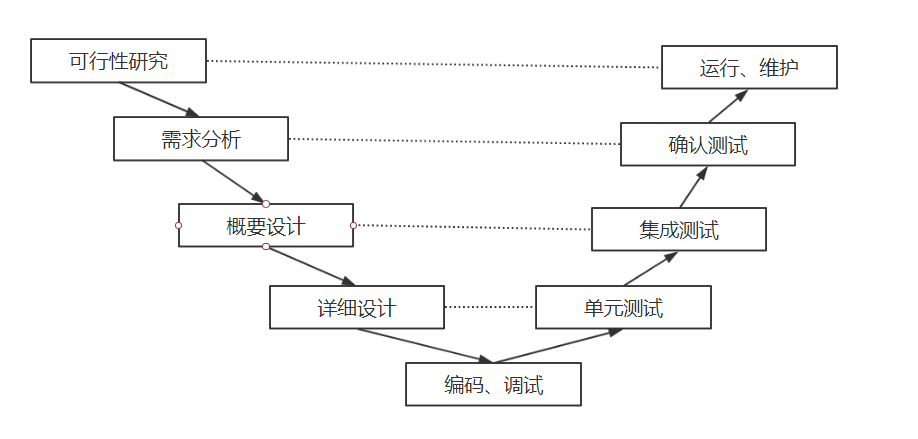 可行性研究
运行、维护
需求分析
确认测试
概要设计
集成测试
详细设计
单元测试
编码、调试